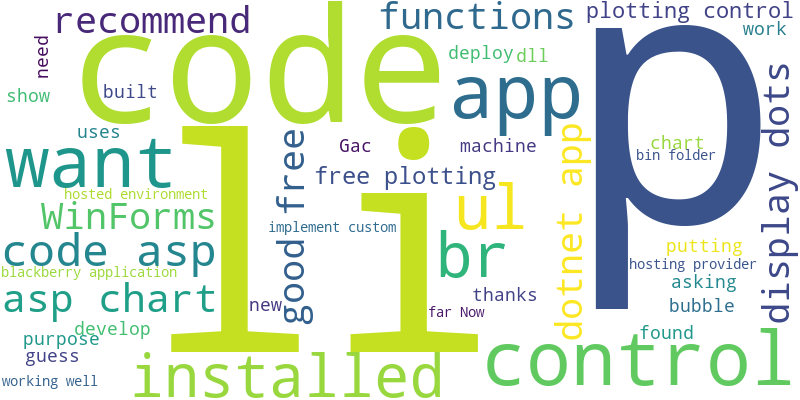 recommend
functions
plotting control
work
need
code
p
deploy
dll
show
built
app
uses
want
Gac
machine
chart
bin folder
hosted environment
free plotting
dotnet app
display dots
good free
li
ul
WinForms
implement custom
br
putting
code asp
hosting provider
blackberry application
asking
asp chart
new
thanks
bubble
far Now
develop
purpose
found
guess
control
installed
working well